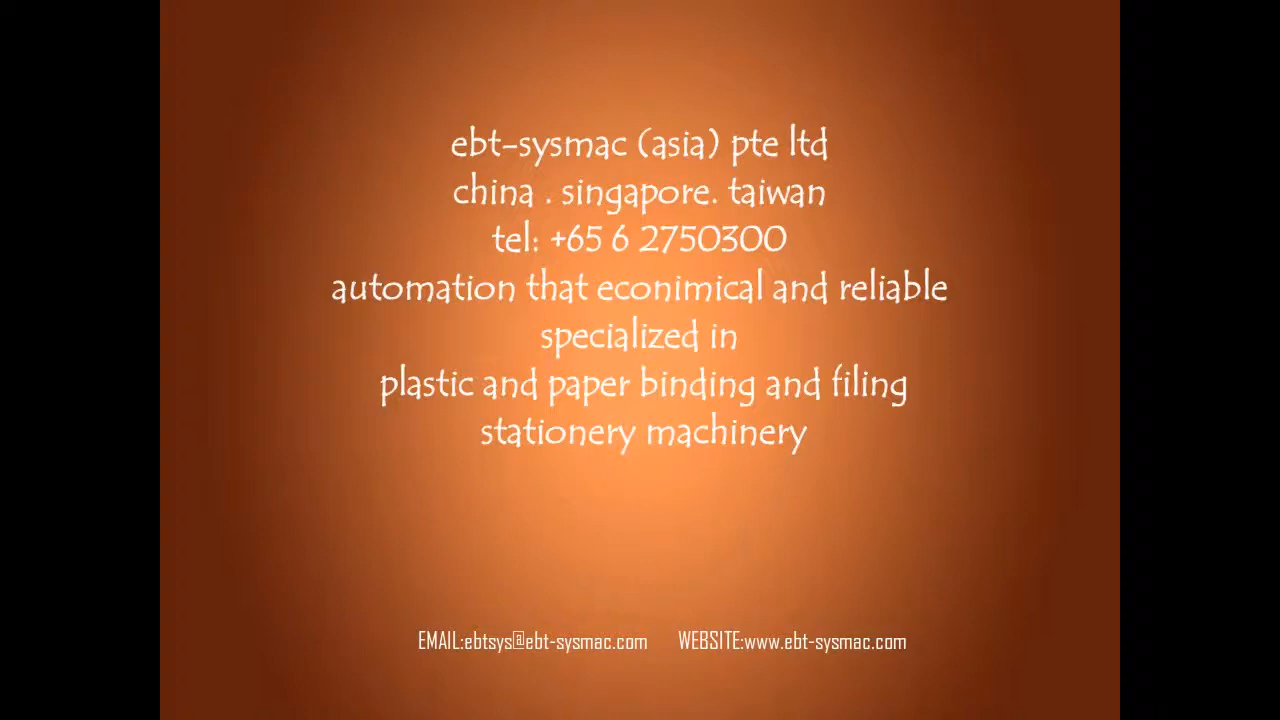 ebt-sysmac (asia) pte ltd
china . singapore. taiwan
tel: +65 6 2750300
automation that econimical and reliable
specialized in
plastic and paper binding and filing
stationery machinery
EMAIL:ebtsys@ebt-sysmac.com WEBSITE:www.ebt-sysmac.com